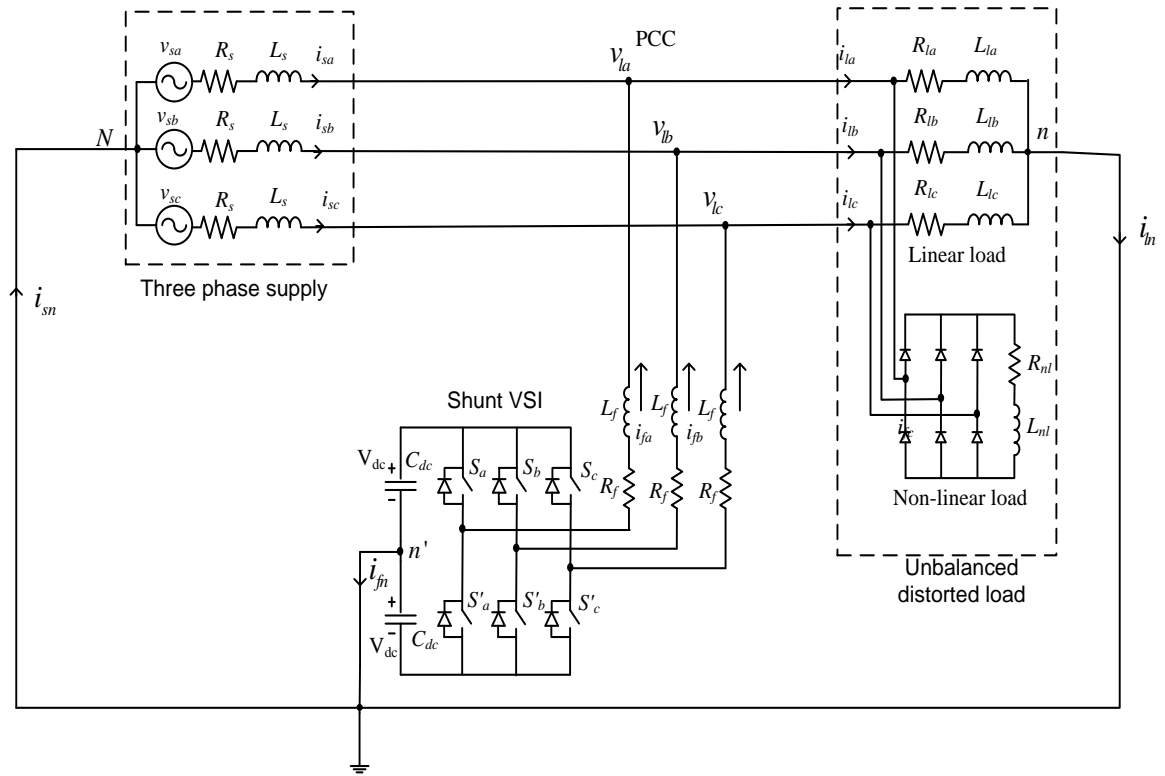 PCC
v_sa R_s L_s i_sa
v_la
i_la R_la L_la
N v_sb R_s L_s i_sb
v_lb
i_lb R_lb L_lb n
v_sc R_s L_s i_sc
v_lc
i_lc R_lc L_lc
Linear load
Three phase supply
i_sn
i_ln
Shunt VSI
L_f L_f L_f
i_fa i_fb i_fc
R_nl
L_nl
V_dc + C_dc
-
S_a S_b S_c
R_f R_f R_f
Non-linear load
n'
i_fn
+
-
V_dc C_dc
S'_a S'_b S'_c
Unbalanced
distorted load